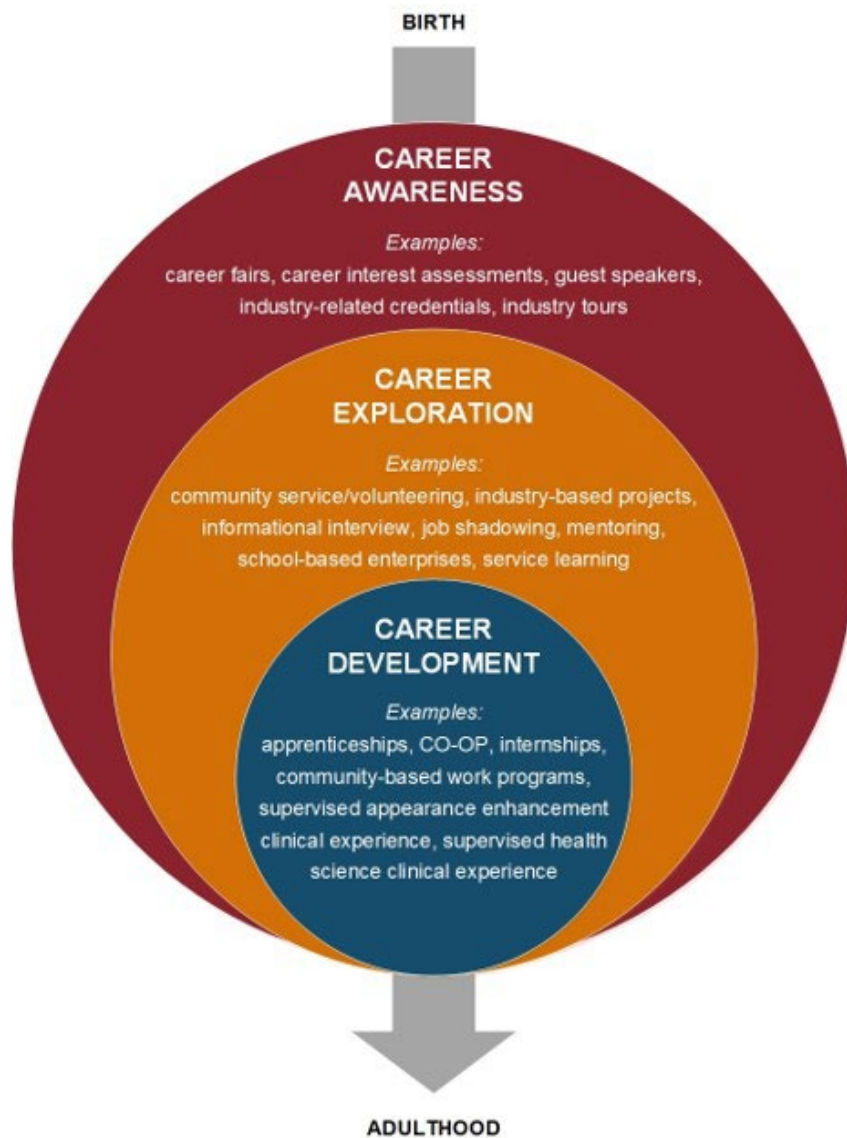 BIRTH
CAREER
AWARENESS
Examples:
career fairs, career interest assessments, guest speakers,
industry-related credentials, industry tours
CAREER
EXPLORATION
Examples:
community service/volunteering, industry-based projects,
informational interview, job shadowing, mentoring,
school-based enterprises, service learning
CAREER
DEVELOPMENT
Examples:
apprenticeships, CO-OP, internships,
community-based work programs,
supervised appearance enhancement
clinical experience, supervised health
science clinical experience
ADULTHOOD